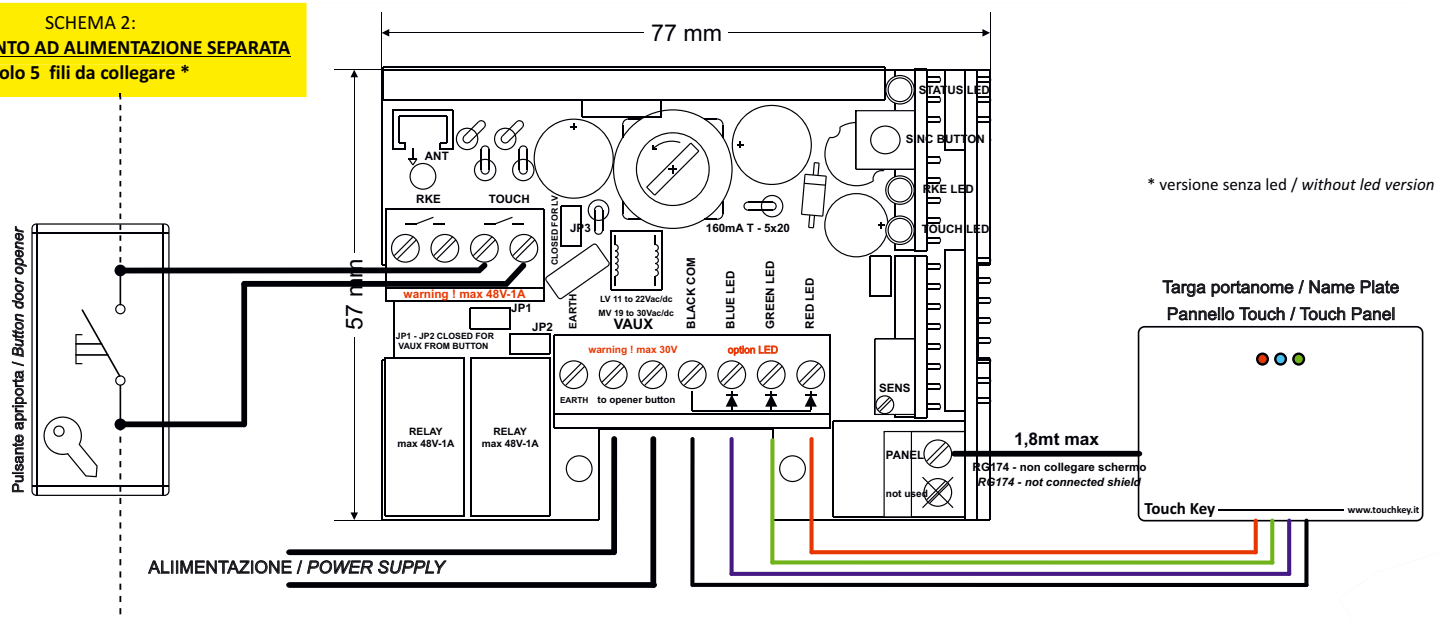 SCHEMA 2:
NTO AD ALIMENTAZIONE SEPARATA
olo 5 fili da collegare *
77 mm
57 mm
STATUS LED
SINC BUTTON
RKE LED
TOUCH LED
ANT
RKE
TOUCH
CLOSED FOR LV
JP3
160mA T - 5x20
warning ! max 48V-1A
JP1
JP2
JP1 - JP2 CLOSED FOR
VAUX FROM BUTTON
LV 11 to 22Vac/dc
MV 19 to 30Vac/dc
VAUX
EARTH
BLACK COM
BLUE LED
GREEN LED
RED LED
warning ! max 30V
option LED
EARTH
to opener button
RELAY
max 48V-1A
RELAY
max 48V-1A
SENS
PANEL
not used
Pulsante apriporta / Button door opener
ALIIMENTAZIONE / POWER SUPPLY
* versione senza led / without led version
Targa portanome / Name Plate
Pannello Touch / Touch Panel
1,8mt max
RG174 - non collegare schermo
RG174 - not connected shield
Touch Key
www.touchkey.it